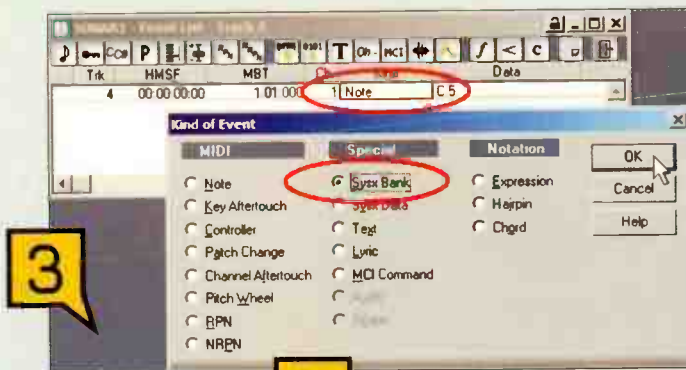 Event List - Track 4
T
f < c
Trk HMSF MBT Ch Kind Data
4 00:00:00:00 1:01:000 1 Note C 5
Kind of Event
MIDI Special Notation
OK
Note Sysx Bank Expression
Cancel
Key Aftertouch Sysx Data Hairpin
Controller Text Chord
Help
Patch Change Lyric
Channel Aftertouch MCI Command
Pitch Wheel
RPN
NRPN
3